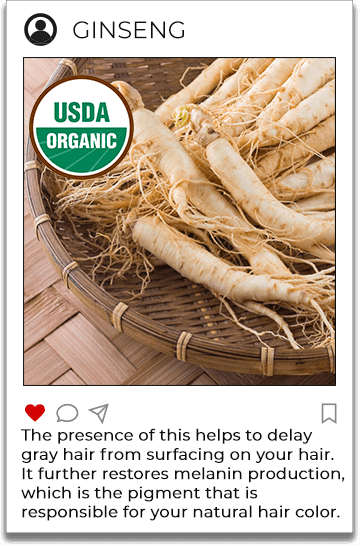 GINSENG
USDA
ORGANIC
The presence of this helps to delay
gray hair from surfacing on your hair.
It further restores melanin production,
which is the pigment that is
responsible for your natural hair color.